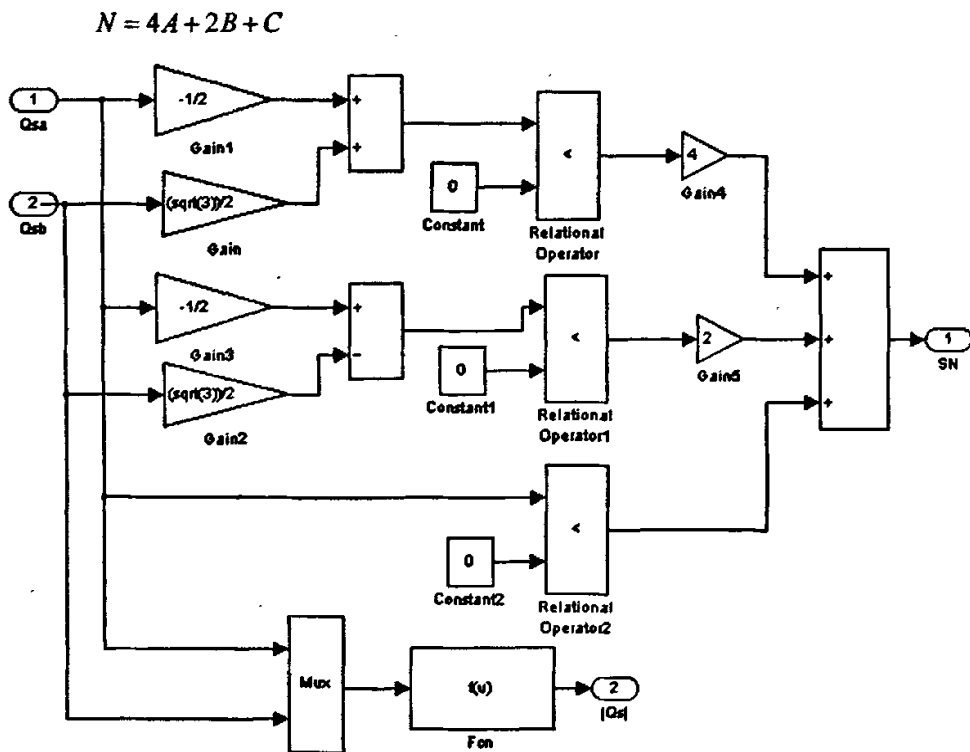 N = 4A + 2B + C
1
Qsa
-1/2
Gain1
+
+
<
4
Gain4
0
Constant
Relational
Operator
2
Qsb
(sqrt(3))/2
Gain
-1/2
Gain3
+
−
<
2
Gain5
0
Constant1
Relational
Operator1
(sqrt(3))/2
Gain2
+
+
+
1
SN
<
0
Constant2
Relational
Operator2
Mux
f(u)
Fcn
2
|Qs|